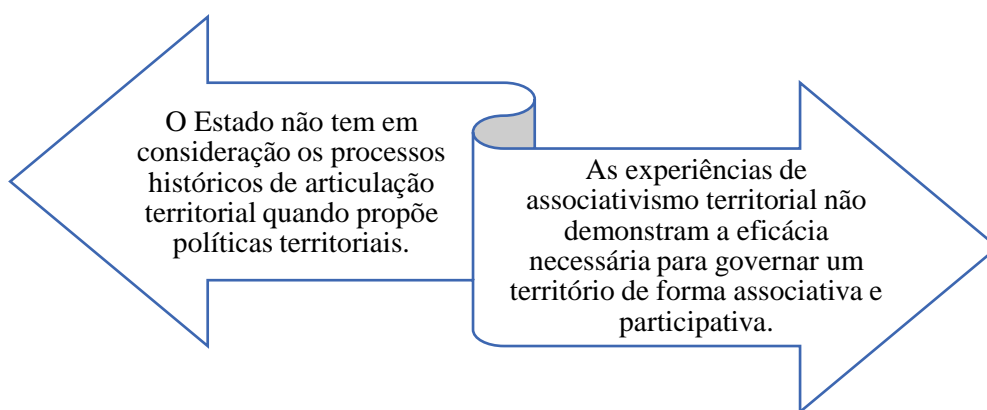 O Estado não tem em
consideração os processos
históricos de articulação
territorial quando propõe
políticas territoriais.
As experiências de
associativismo territorial não
demonstram a eficácia
necessária para governar um
território de forma associativa e
participativa.